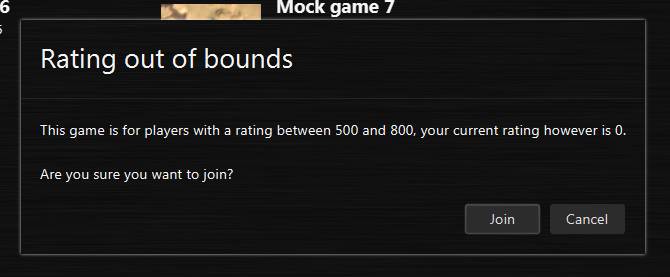 6
Mock game 7
Rating out of bounds
This game is for players with a rating between 500 and 800, your current rating however is 0.
Are you sure you want to join?
Join
Cancel